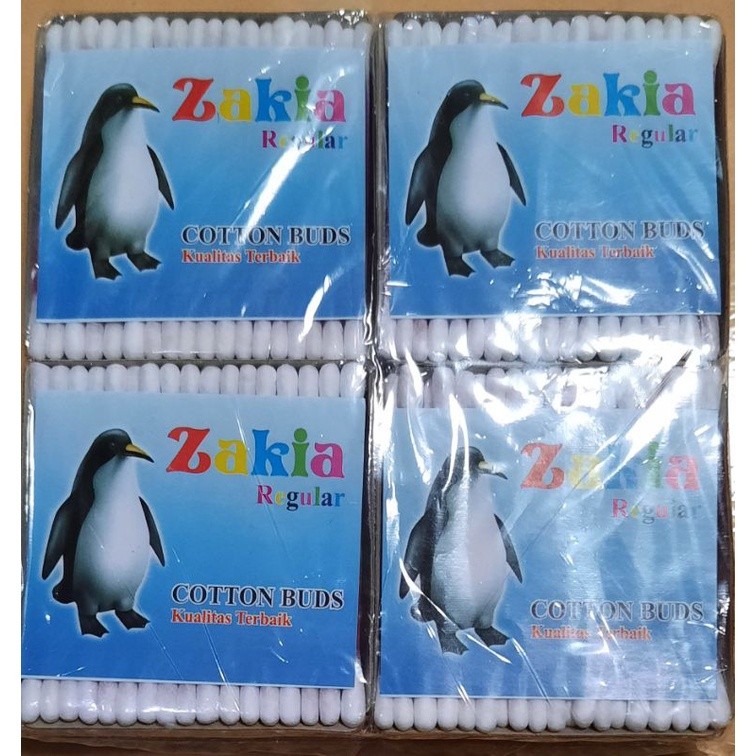 Zakia
Regular
COTTON BUDS
Kualitas Terbaik
Zakia
Regular
COTTON BUDS
Kualitas Terbaik
Zakia
Regular
COTTON BUDS
Kualitas Terbaik
Zakia
Regular
COTTON BUDS
Kualitas Terbaik